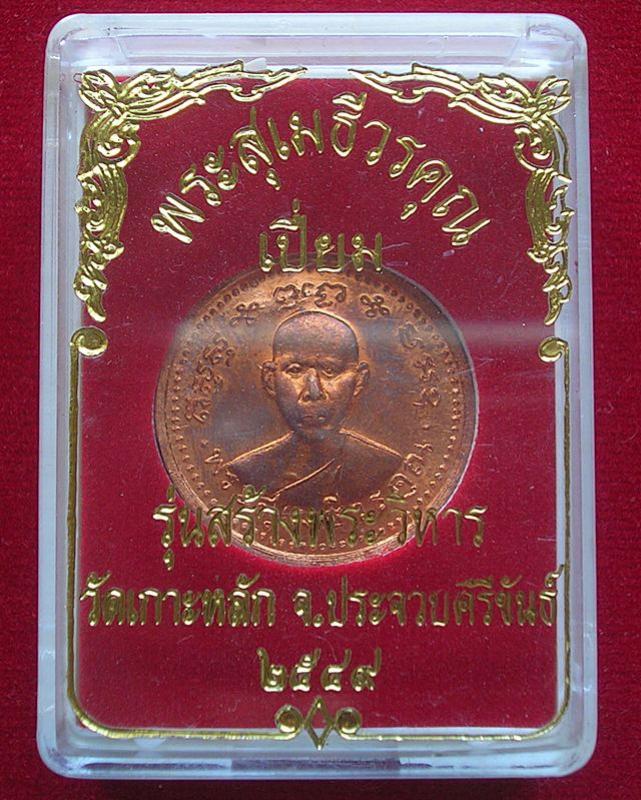 พระสุเมธีวรคุณ
เปี่ยม
รุ่นสร้างพระวิหาร
วัดเกาะหลัก จ.ประจวบคีรีขันธ์
๒๕๔๙